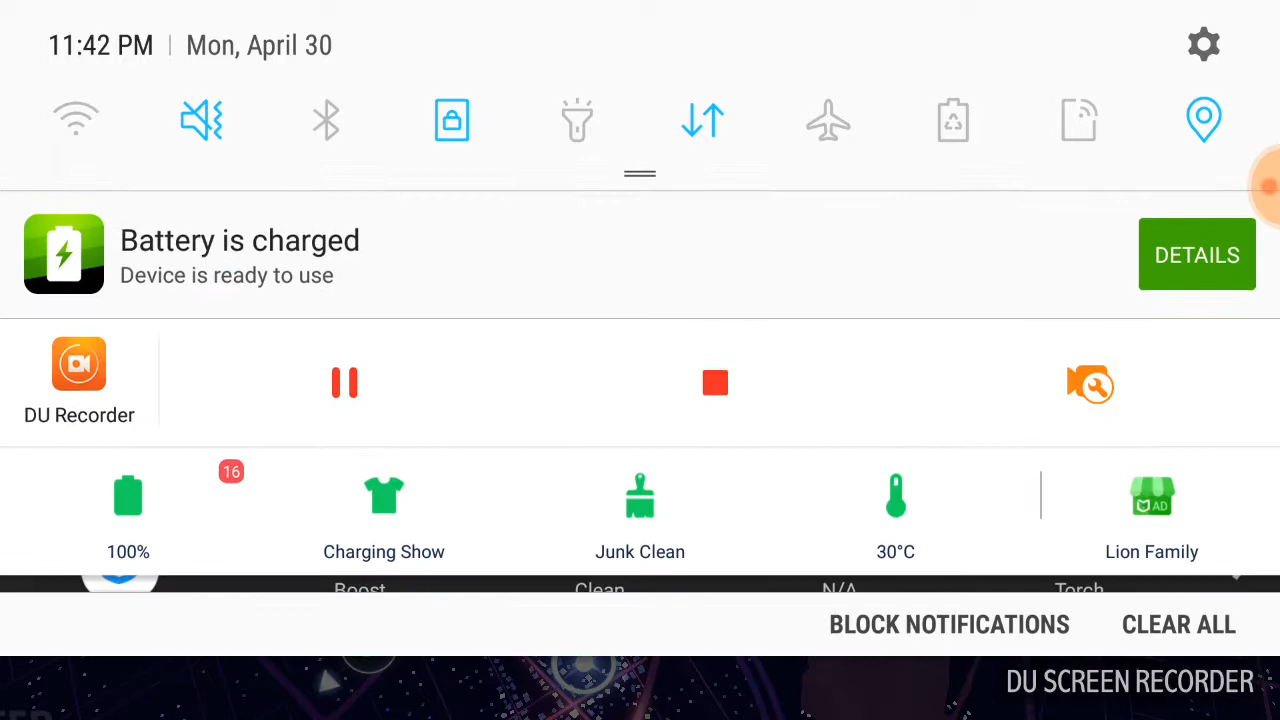 11:42 PM | Mon, April 30
Battery is charged
Device is ready to use
DETAILS
DU Recorder
16
100%
Charging Show
Junk Clean
30°C
AD
Lion Family
Boost
Clean
N/A
Torch
BLOCK NOTIFICATIONS
CLEAR ALL
DU SCREEN RECORDER